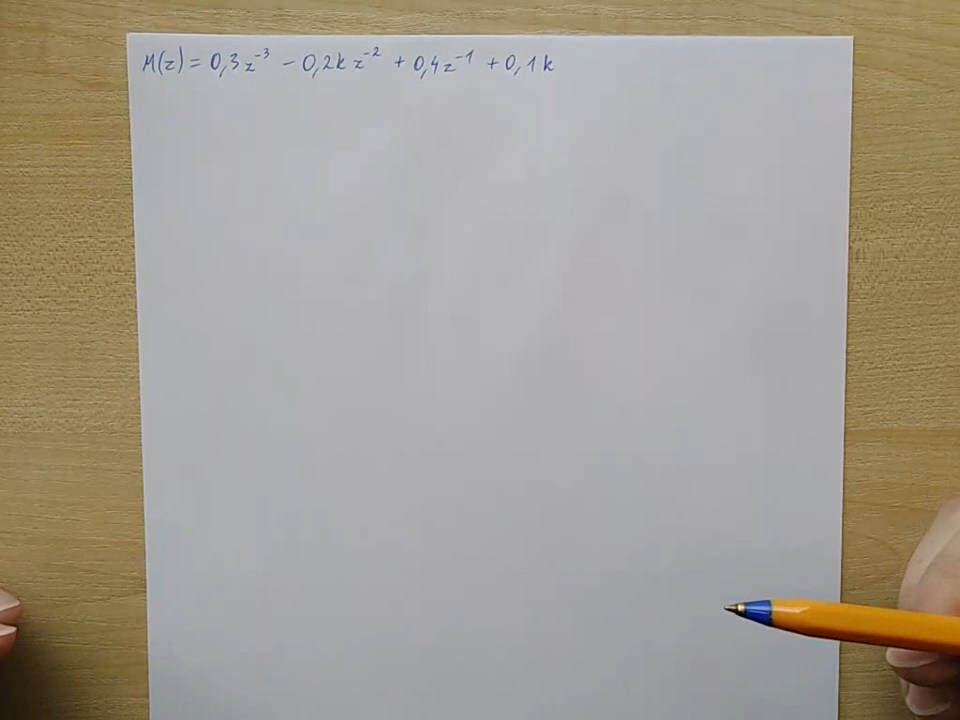 M(z) = 0,3z⁻³ - 0,2k z⁻² + 0,4z⁻¹ + 0,1k